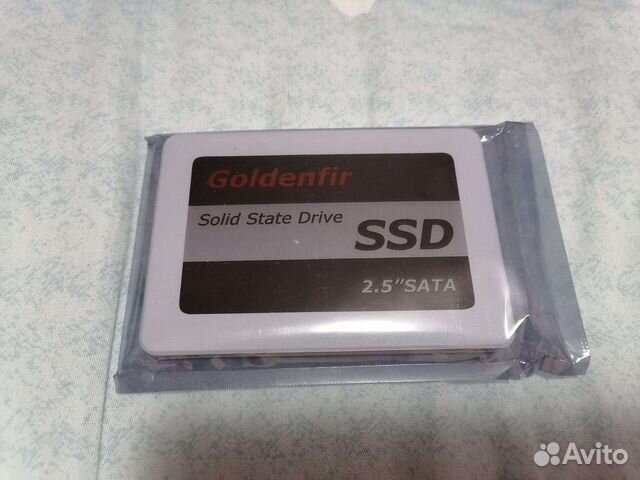 Goldenfir
Solid State Drive
SSD
2.5"SATA
Avito